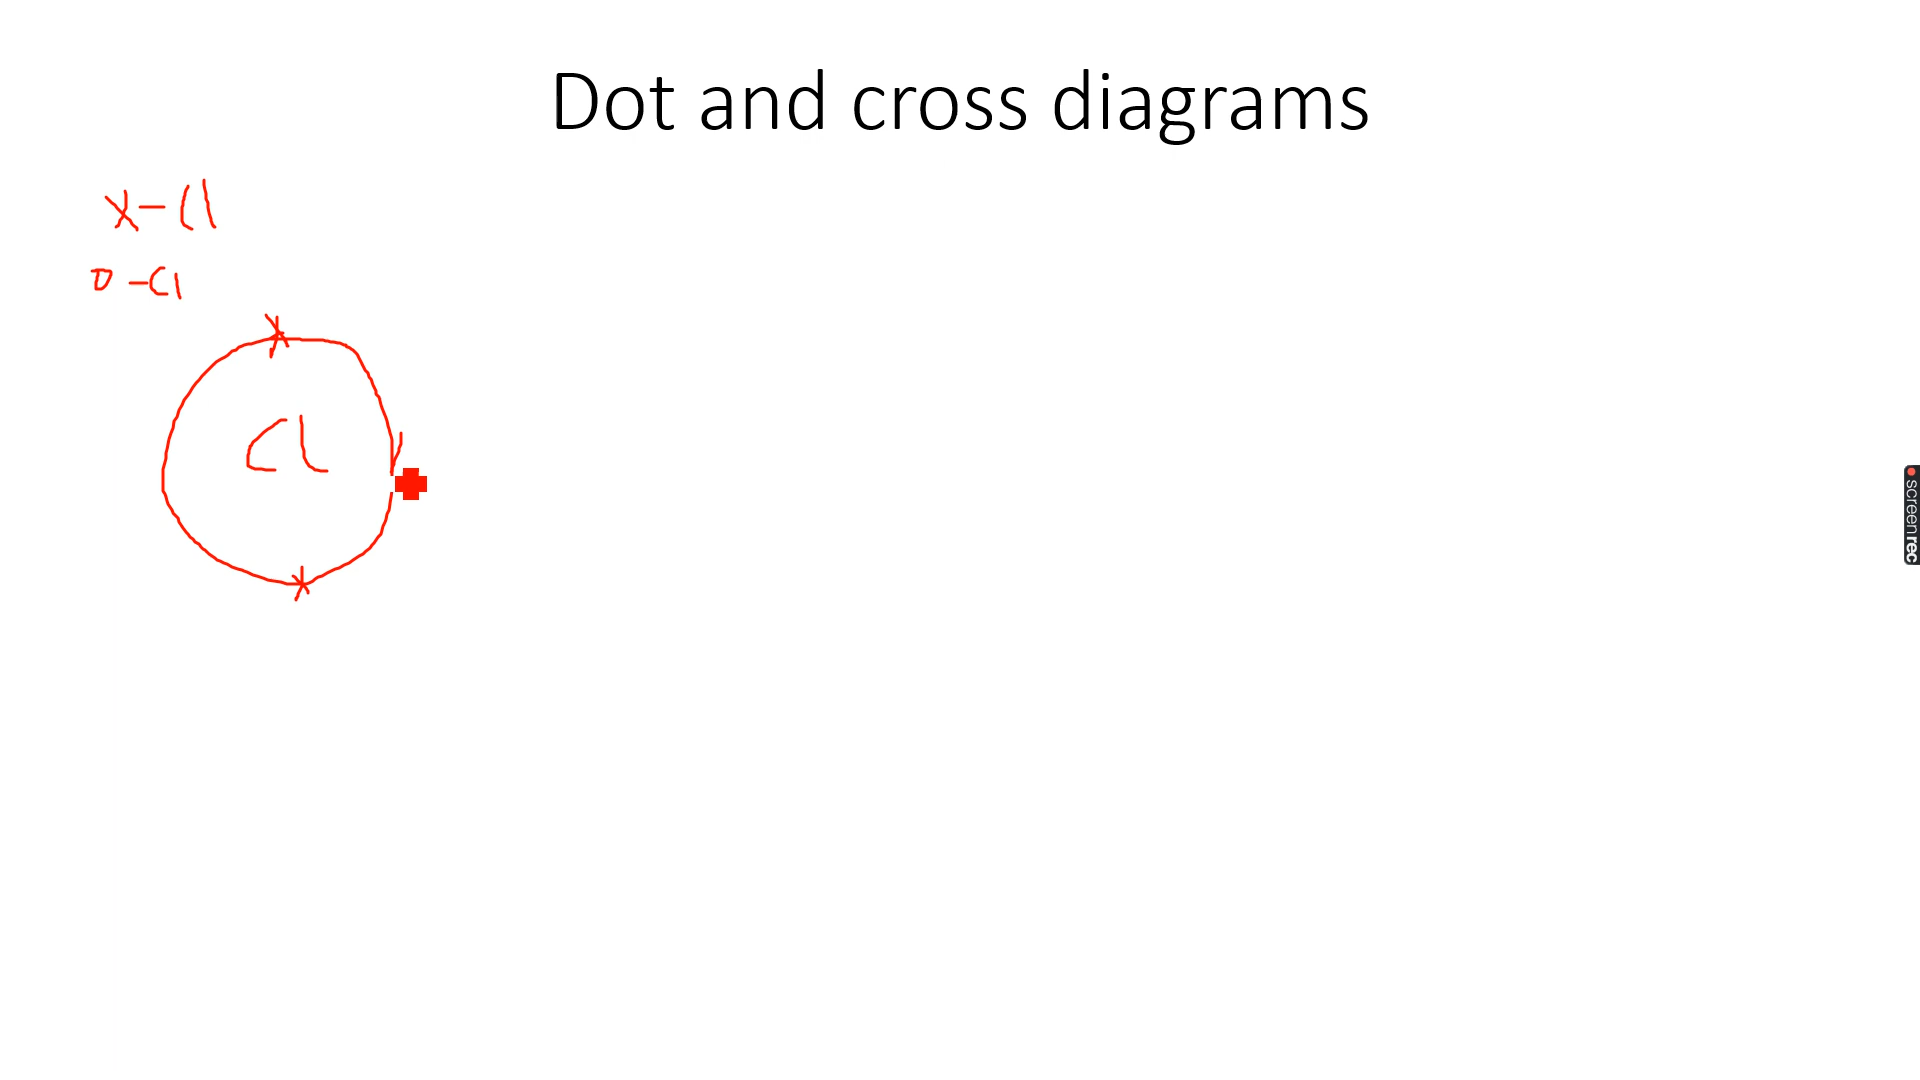 Dot and cross diagrams
x-Cl
o-Cl
Cl
screenrec